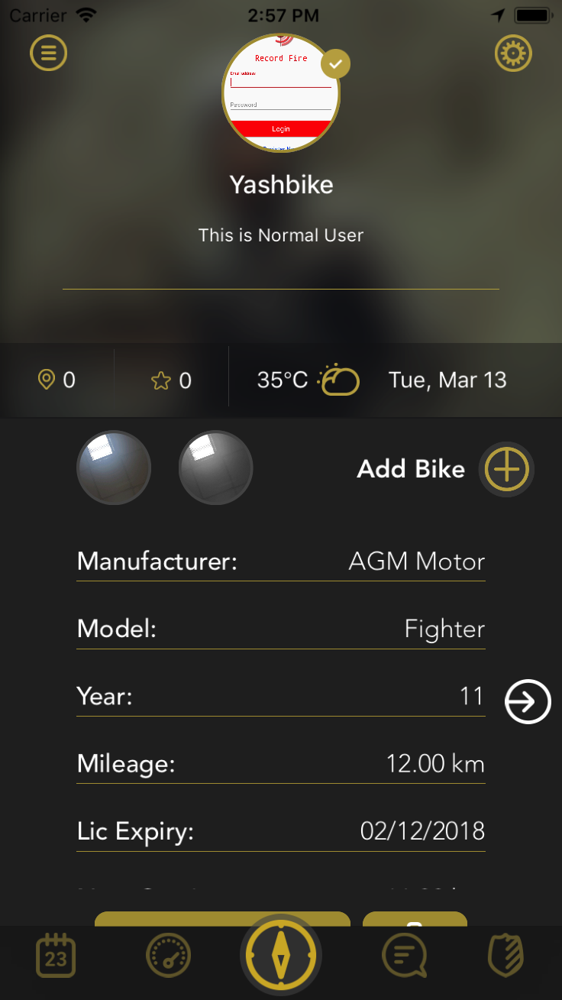 Carrier 2:57 PM
Record Fire
Email address
Password
Login
Yashbike
This is Normal User
0 0 35°C Tue, Mar 13
Add Bike
Manufacturer: AGM Motor
Model: Fighter
Year: 11
Mileage: 12.00 km
Lic Expiry: 02/12/2018
23